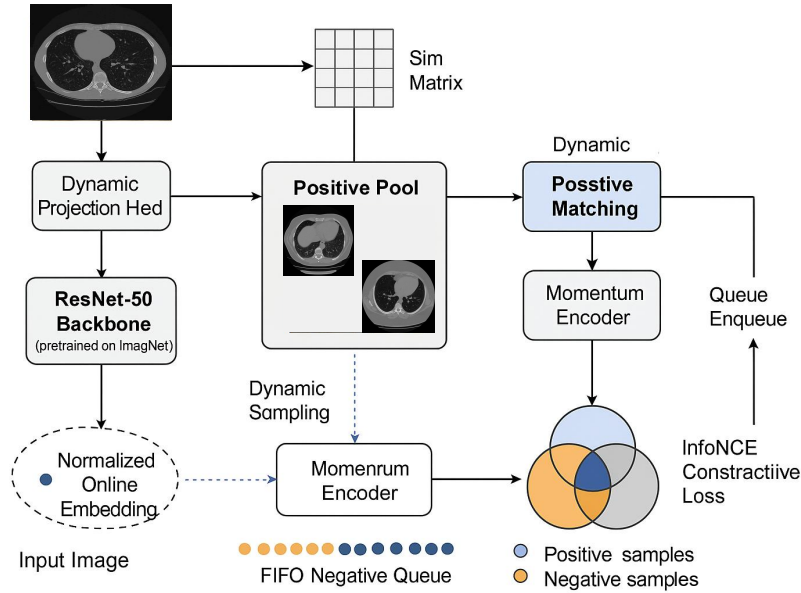 Sim
Matrix
Dynamic
Projection Hed
Positive Pool
Dynamic
Posstive
Matching
ResNet-50
Backbone
(pretrained on ImagNet)
Momentum
Encoder
Queue
Enqueue
Dynamic
Sampling
Normalized
Online
Embedding
Momenrum
Encoder
InfoNCE
Constractiive
Loss
Input Image
FIFO Negative Queue
Positive samples
Negative samples